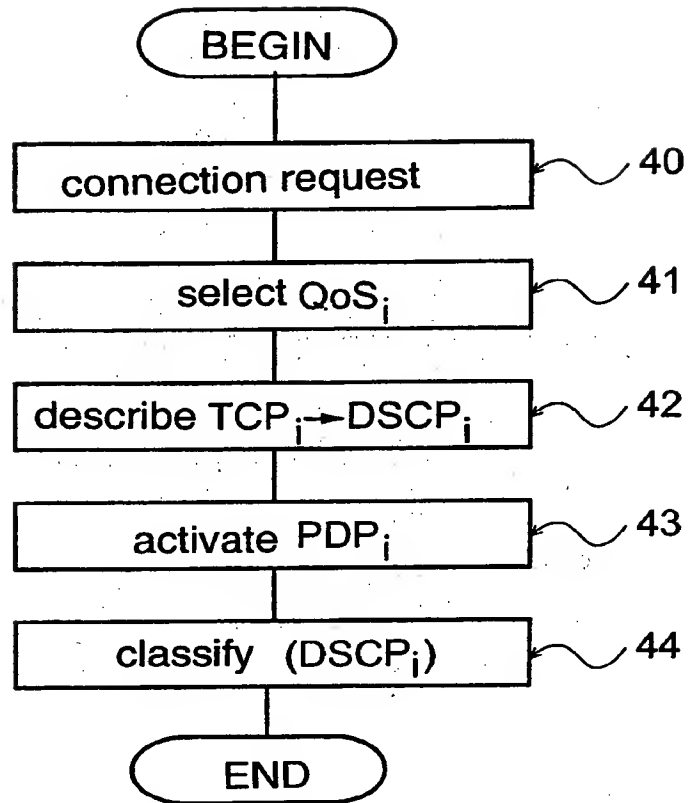 BEGIN
connection request 40
select QoSi 41
describe TCPi→DSCPi 42
activate PDPi 43
classify (DSCPi) 44
END